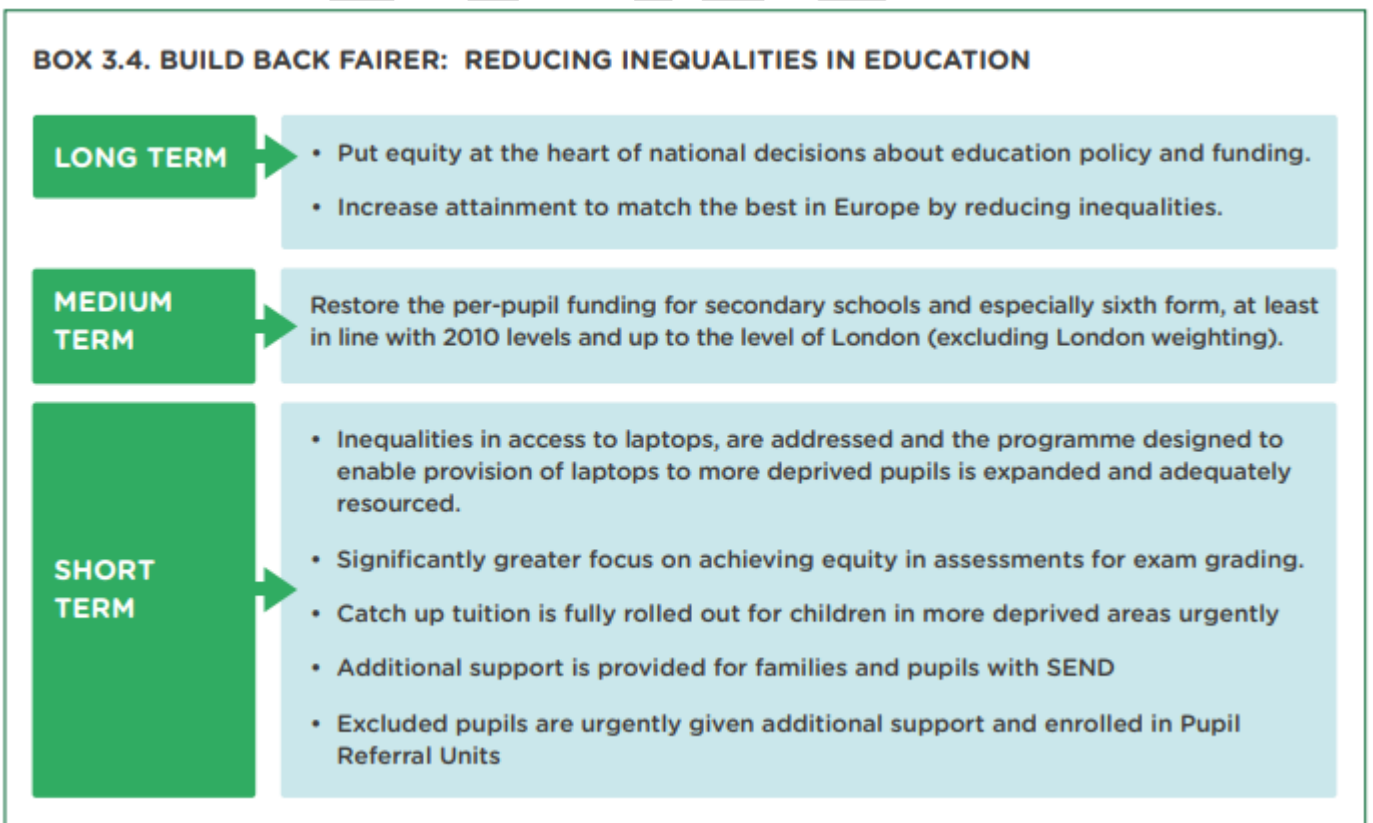 BOX 3.4. BUILD BACK FAIRER: REDUCING INEQUALITIES IN EDUCATION
LONG TERM
• Put equity at the heart of national decisions about education policy and funding.
• Increase attainment to match the best in Europe by reducing inequalities.
MEDIUM
TERM
Restore the per-pupil funding for secondary schools and especially sixth form, at least
in line with 2010 levels and up to the level of London (excluding London weighting).
SHORT
TERM
• Inequalities in access to laptops, are addressed and the programme designed to
enable provision of laptops to more deprived pupils is expanded and adequately
resourced.
• Significantly greater focus on achieving equity in assessments for exam grading.
• Catch up tuition is fully rolled out for children in more deprived areas urgently
• Additional support is provided for families and pupils with SEND
• Excluded pupils are urgently given additional support and enrolled in Pupil
Referral Units